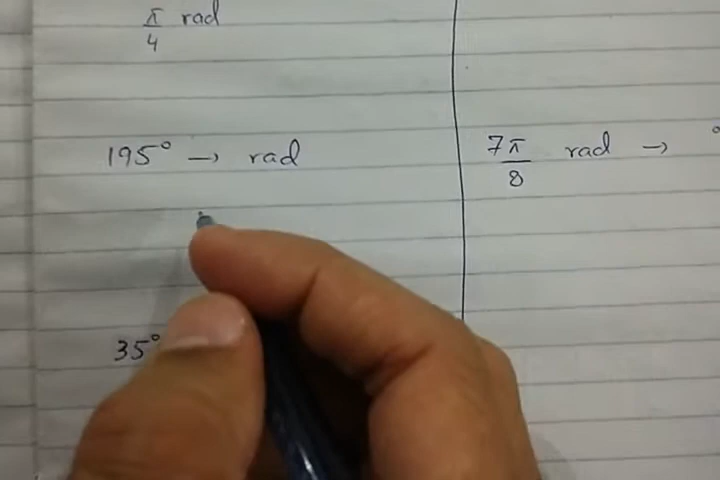 π/4 rad
195° → rad
7π/8 rad → °
35°